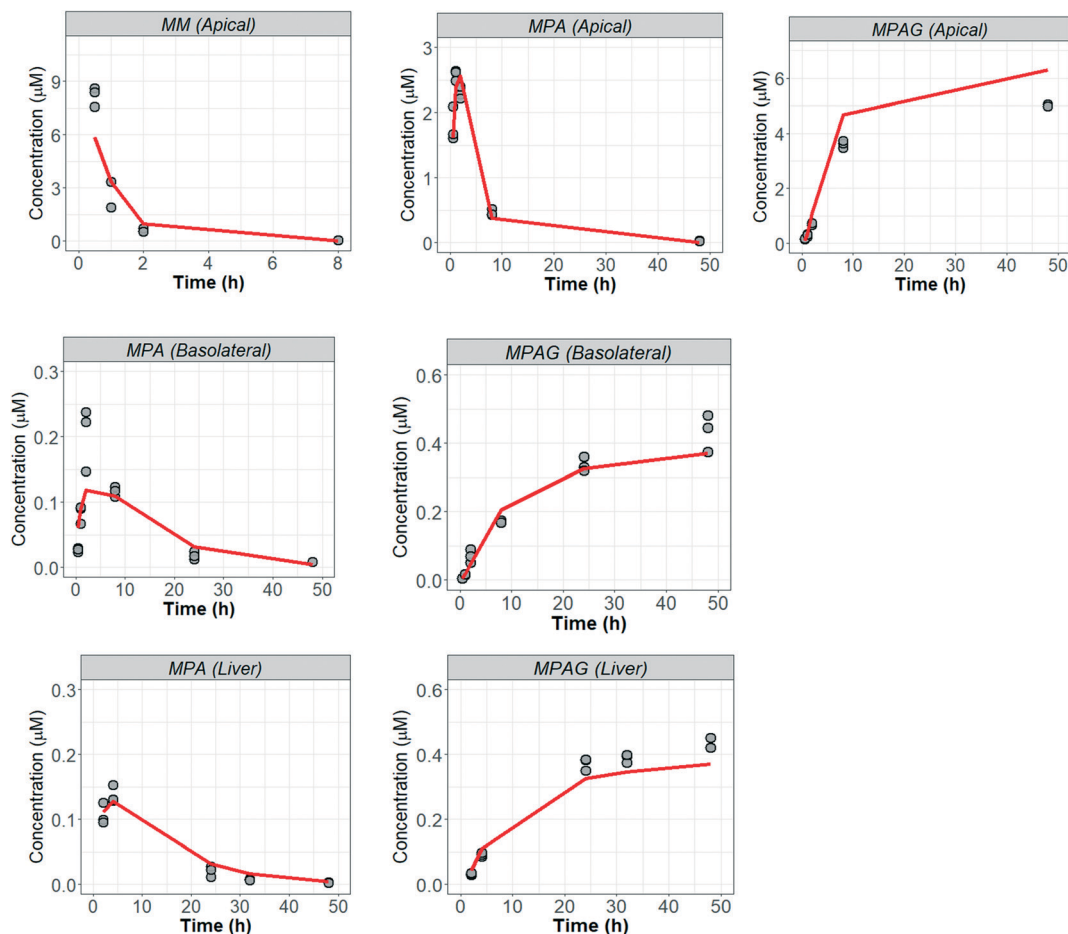 MM (Apical)
Concentration (μM)
9
6
3
0
0 2 4 6 8
Time (h)
MPA (Apical)
Concentration (μM)
3
2
1
0
0 10 20 30 40 50
Time (h)
MPAG (Apical)
Concentration (μM)
6
4
2
0
0 10 20 30 40 50
Time (h)
MPA (Basolateral)
Concentration (μM)
0.3
0.2
0.1
0.0
0 10 20 30 40 50
Time (h)
MPAG (Basolateral)
Concentration (μM)
0.6
0.4
0.2
0.0
0 10 20 30 40 50
Time (h)
MPA (Liver)
Concentration (μM)
0.3
0.2
0.1
0.0
0 10 20 30 40 50
Time (h)
MPAG (Liver)
Concentration (μM)
0.6
0.4
0.2
0.0
0 10 20 30 40 50
Time (h)